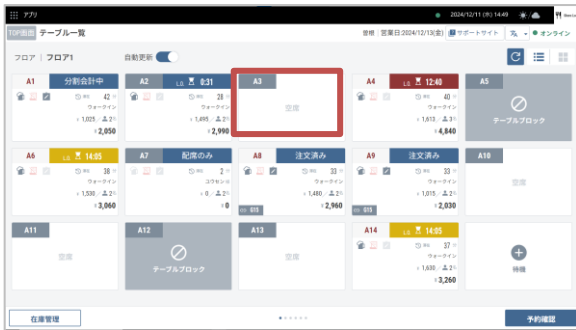 アプリ 2024/12/11 (水) 14:49
TOP画面 テーブル一覧 営業日:2024/12/13(金) サポートサイト オンライン
フロア | フロア1 自動更新
A1 分割会計中
42
ウォークイン
1,025 / 2
¥2,050
A2 L.O. 0:31
28
ウォークイン
1,495 / 2
2,990
A3
空席
A4 L.O. 12:40
40
ウォークイン
1,613 / 2
¥4,840
A5
テーブルブロック
A6 L.O. 14:05
38
ウォークイン
1,530 / 2
¥3,060
A7 配席のみ
2
コウセン
0 / 2
¥0
A8 注文済み
33
1,480 / 2
G15 ¥2,960
A9 注文済み
33
ウォークイン
1,015 / 2
G15 ¥2,030
A10
空席
A11
空席
A12
テーブルブロック
A13
空席
A14 L.O. 14:05
37
ウォークイン
1,630 / 2
¥3,260
待機
在庫管理 予約確認